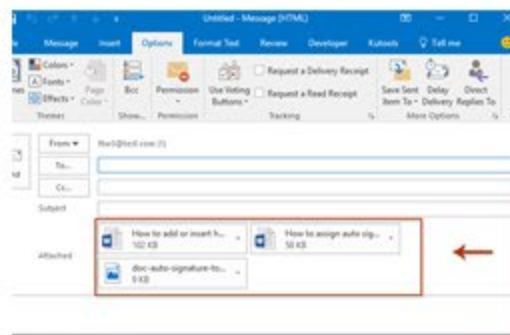 Untitled - Message (HTML)
Message Insert Options Format Text Review Developer Kutools Tell me
Colors
Fonts
Effects
Page Color
Bcc
Permission
Use Voting Buttons
Request a Delivery Receipt
Request a Read Receipt
Save Sent Item To
Delay Delivery
Direct Replies To
Themes Show... Permission Tracking More Options
From
To...
Cc...
Subject
Attached
How to add or insert h...
102 KB
How to assign auto sig...
50 KB
doc-auto-signature-to...
9 KB